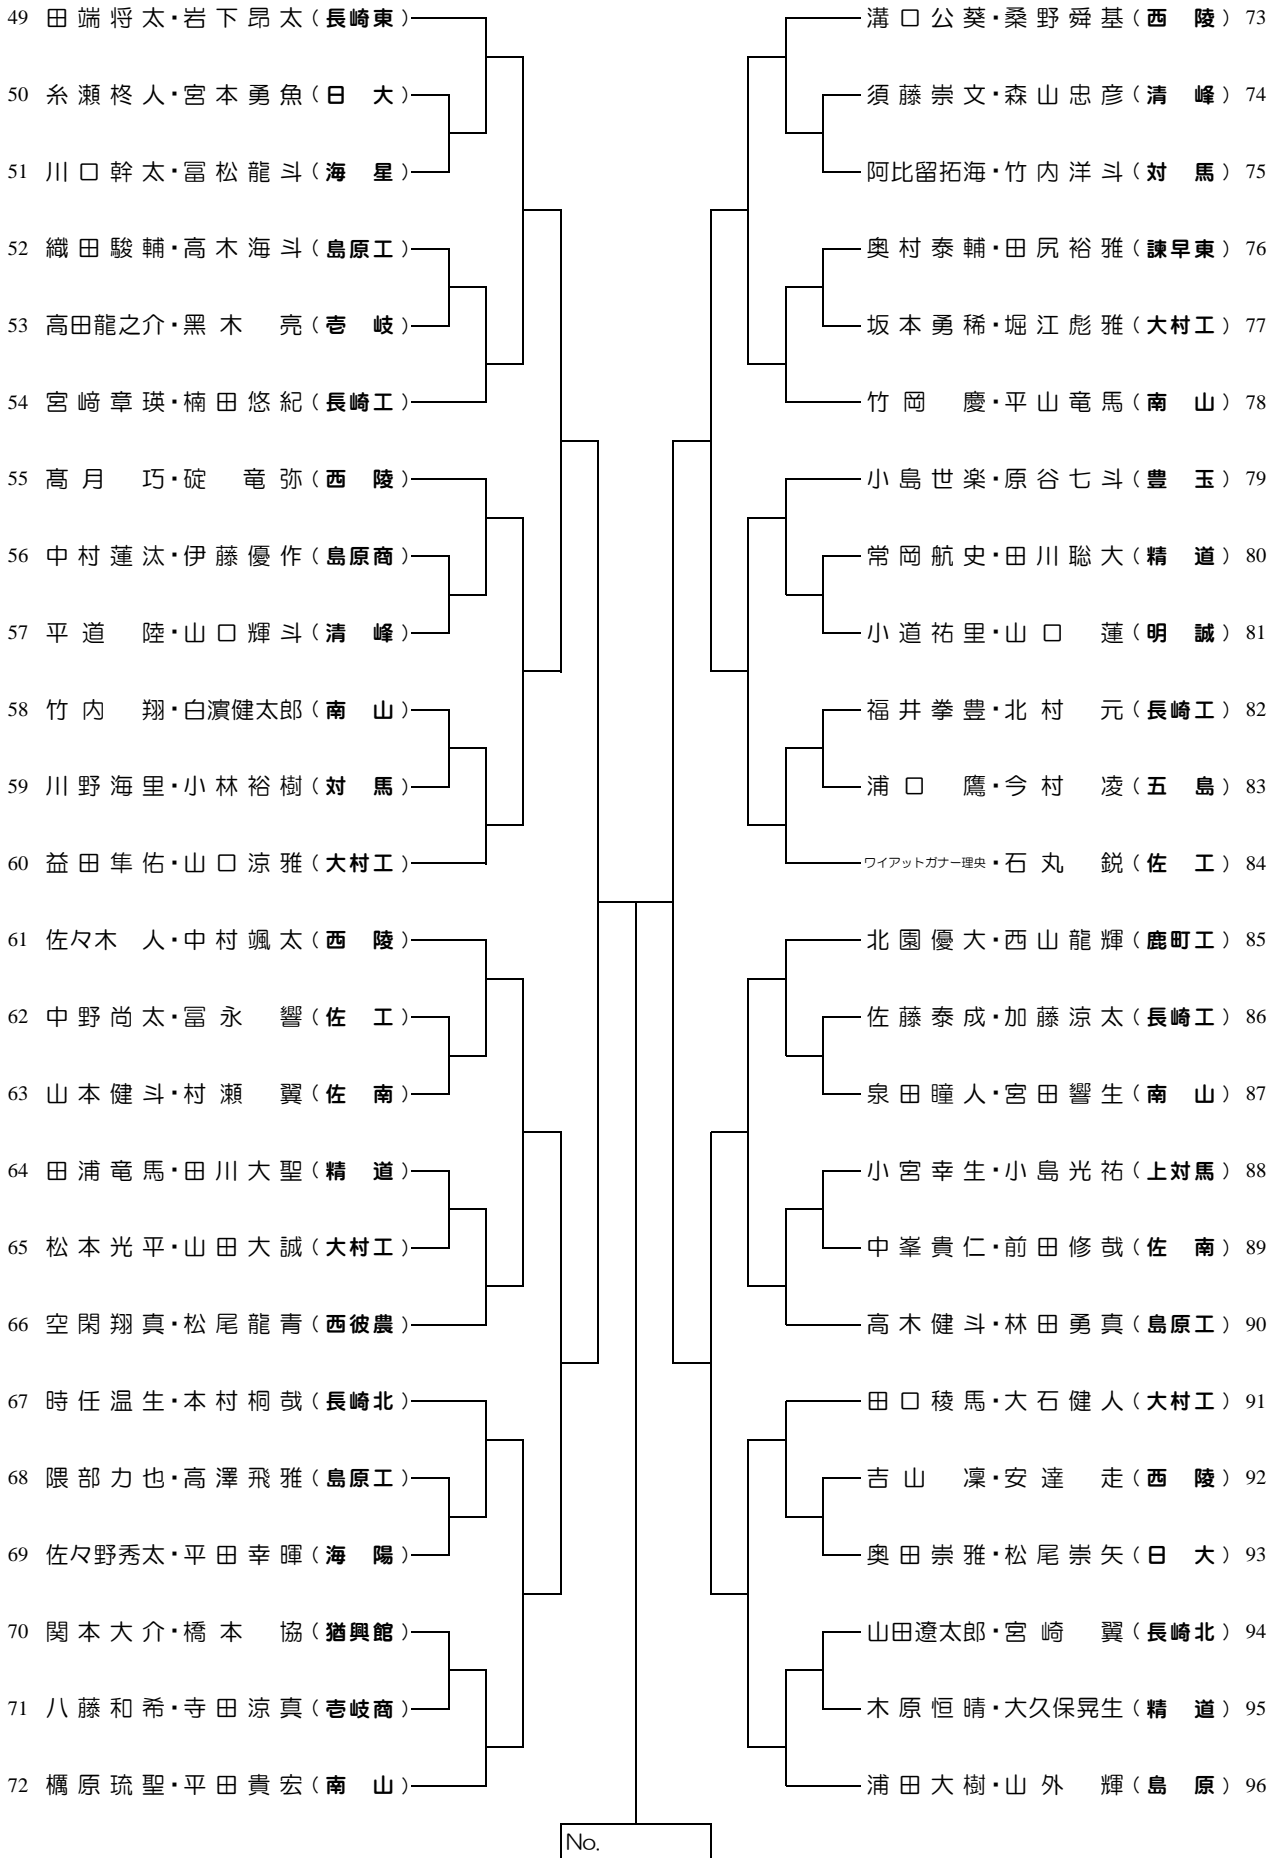 49 田端将太・岩下昂太(長崎東)
50 糸瀬柊人・宮本勇魚(日 大)
51 川口幹太・冨松龍斗(海 星)
52 織田駿輔・高木海斗(島原工)
53 高田龍之介・黒木 亮(壱 岐)
54 宮﨑章瑛・楠田悠紀(長崎工)
55 髙月 巧・碇 竜弥(西 陵)
56 中村蓮汰・伊藤優作(島原商)
57 平道 陸・山口輝斗(清 峰)
58 竹内 翔・白濵健太郎(南 山)
59 川野海里・小林裕樹(対 馬)
60 益田隼佑・山口涼雅(大村工)
61 佐々木 人・中村颯太(西 陵)
62 中野尚太・冨永 響(佐 工)
63 山本健斗・村瀬 翼(佐 南)
64 田浦竜馬・田川大聖(精 道)
65 松本光平・山田大誠(大村工)
66 空閑翔真・松尾龍青(西彼農)
67 時任温生・本村桐哉(長崎北)
68 隈部力也・高澤飛雅(島原工)
69 佐々野秀太・平田幸暉(海 陽)
70 関本大介・橋本 協(猶興館)
71 八藤和希・寺田涼真(壱岐商)
72 櫔原琉聖・平田貴宏(南 山)
溝口公葵・桑野舜基(西 陵) 73
須藤崇文・森山忠彦(清 峰) 74
阿比留拓海・竹内洋斗(対 馬) 75
奥村泰輔・田尻裕雅(諫早東) 76
坂本勇稀・堀江彪雅(大村工) 77
竹岡 慶・平山竜馬(南 山) 78
小島世楽・原谷七斗(豊 玉) 79
常岡航史・田川聡大(精 道) 80
小道祐里・山口 蓮(明 誠) 81
福井拳豊・北村 元(長崎工) 82
浦口 鷹・今村 凌(五 島) 83
ワイアットガナー理央・石丸 鋭(佐 工) 84
北園優大・西山龍輝(鹿町工) 85
佐藤泰成・加藤涼太(長崎工) 86
泉田瞳人・宮田響生(南 山) 87
小宮幸生・小島光祐(上対馬) 88
中峯貴仁・前田修哉(佐 南) 89
高木健斗・林田勇真(島原工) 90
田口稜馬・大石健人(大村工) 91
吉山 凜・安達 走(西 陵) 92
奥田崇雅・松尾崇矢(日 大) 93
山田遼太郎・宮崎 翼(長崎北) 94
木原恒晴・大久保晃生(精 道) 95
浦田大樹・山外 輝(島 原) 96
No.